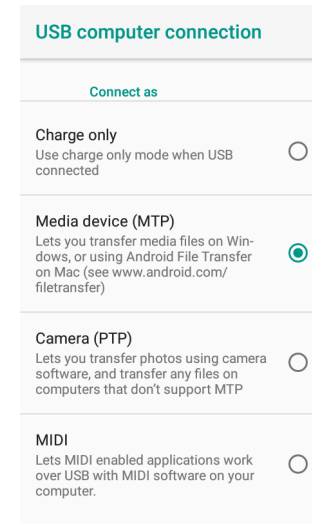 USB computer connection
Connect as
Charge only
Use charge only mode when USB
connected
Media device (MTP)
Lets you transfer media files on Win-
dows, or using Android File Transfer
on Mac (see www.android.com/
filetransfer)
Camera (PTP)
Lets you transfer photos using camera
software, and transfer any files on
computers that don't support MTP
MIDI
Lets MIDI enabled applications work
over USB with MIDI software on your
computer.